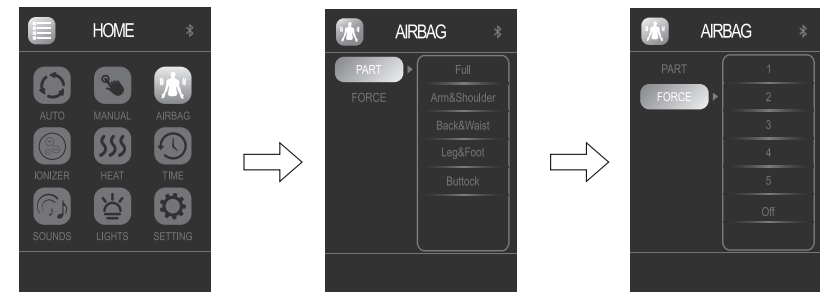 HOME
AUTO MANUAL AIRBAG
IONIZER HEAT TIME
SOUNDS LIGHTS SETTING
AIRBAG
PART
FORCE
Full
Arm&Shoulder
Back&Waist
Leg&Foot
Buttock
AIRBAG
PART
FORCE
1
2
3
4
5
Off